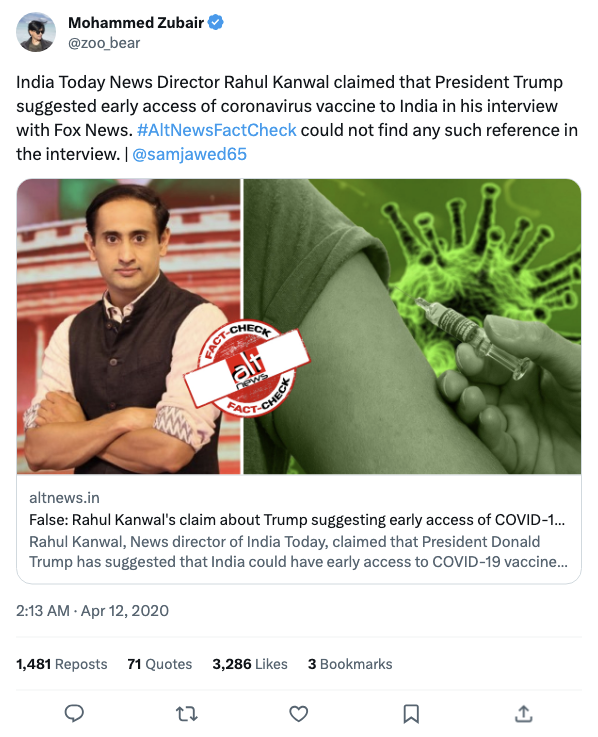 Mohammed Zubair
@zoo_bear
India Today News Director Rahul Kanwal claimed that President Trump
suggested early access of coronavirus vaccine to India in his interview
with Fox News. #AltNewsFactCheck could not find any such reference in
the interview. | @samjawed65
FACT-CHECK
alt
news
FACT-CHECK
altnews.in
False: Rahul Kanwal's claim about Trump suggesting early access of COVID-1...
Rahul Kanwal, News director of India Today, claimed that President Donald
Trump has suggested that India could have early access to COVID-19 vaccine...
2:13 AM · Apr 12, 2020
1,481 Reposts 71 Quotes 3,286 Likes 3 Bookmarks